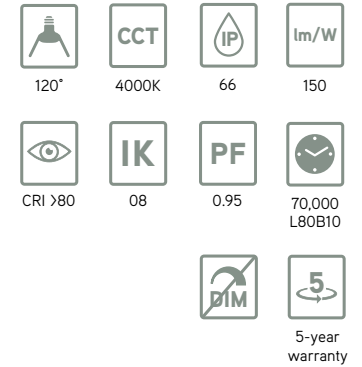 CCT
IP
lm/W
120°
4000K
66
150
IK
PF
CRI >80
08
0.95
70,000
L80B10
DIM
5
5-year
warranty